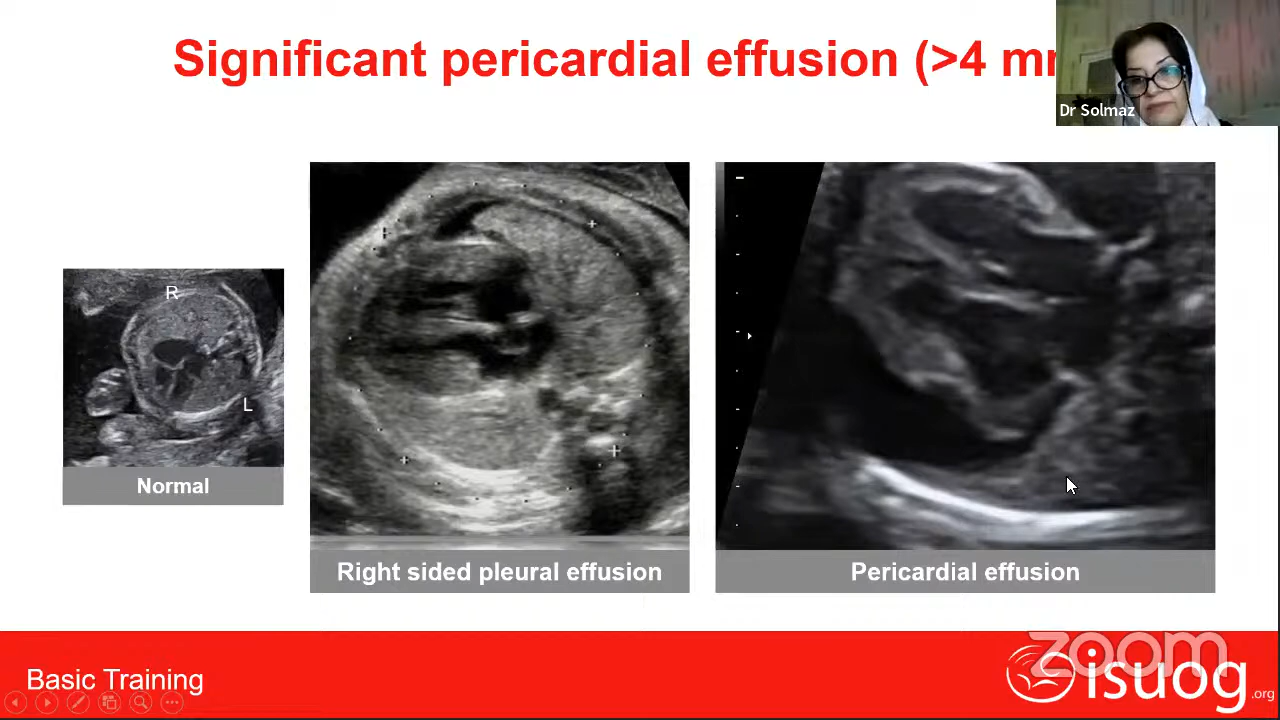 Significant pericardial effusion (>4 m
Dr Solmaz
R
L
Normal
Right sided pleural effusion
Pericardial effusion
Basic Training
zoom
isuog.org